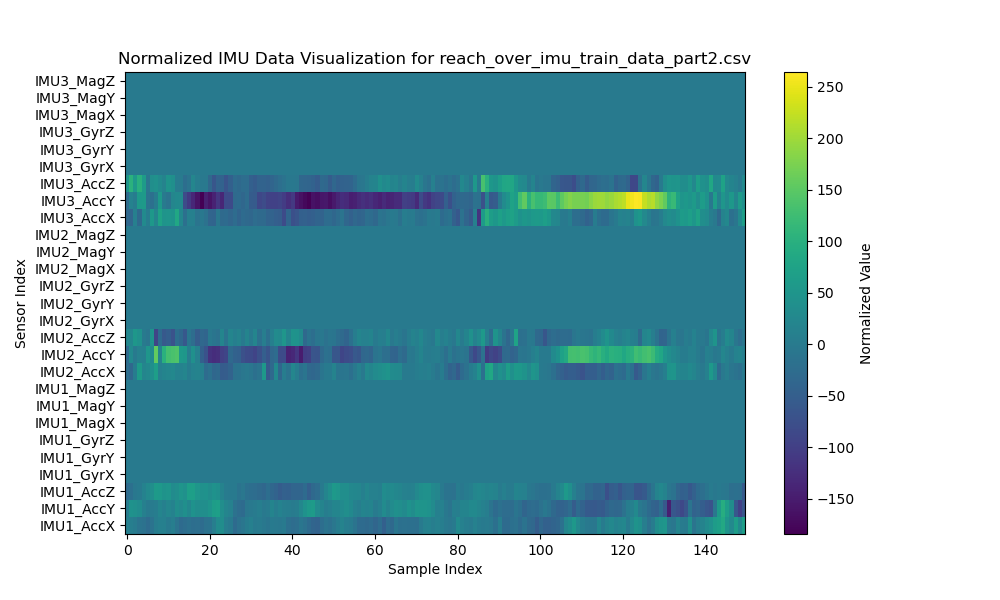 Normalized IMU Data Visualization for reach_over_imu_train_data_part2.csv
IMU3_MagZ
IMU3_MagY
IMU3_MagX
IMU3_GyrZ
IMU3_GyrY
IMU3_GyrX
IMU3_AccZ
IMU3_AccY
IMU3_AccX
IMU2_MagZ
IMU2_MagY
IMU2_MagX
IMU2_GyrZ
IMU2_GyrY
IMU2_GyrX
IMU2_AccZ
IMU2_AccY
IMU2_AccX
IMU1_MagZ
IMU1_MagY
IMU1_MagX
IMU1_GyrZ
IMU1_GyrY
IMU1_GyrX
IMU1_AccZ
IMU1_AccY
IMU1_AccX
Sensor Index
0 20 40 60 80 100 120 140
Sample Index
250
200
150
100
50
0
−50
−100
−150
Normalized Value